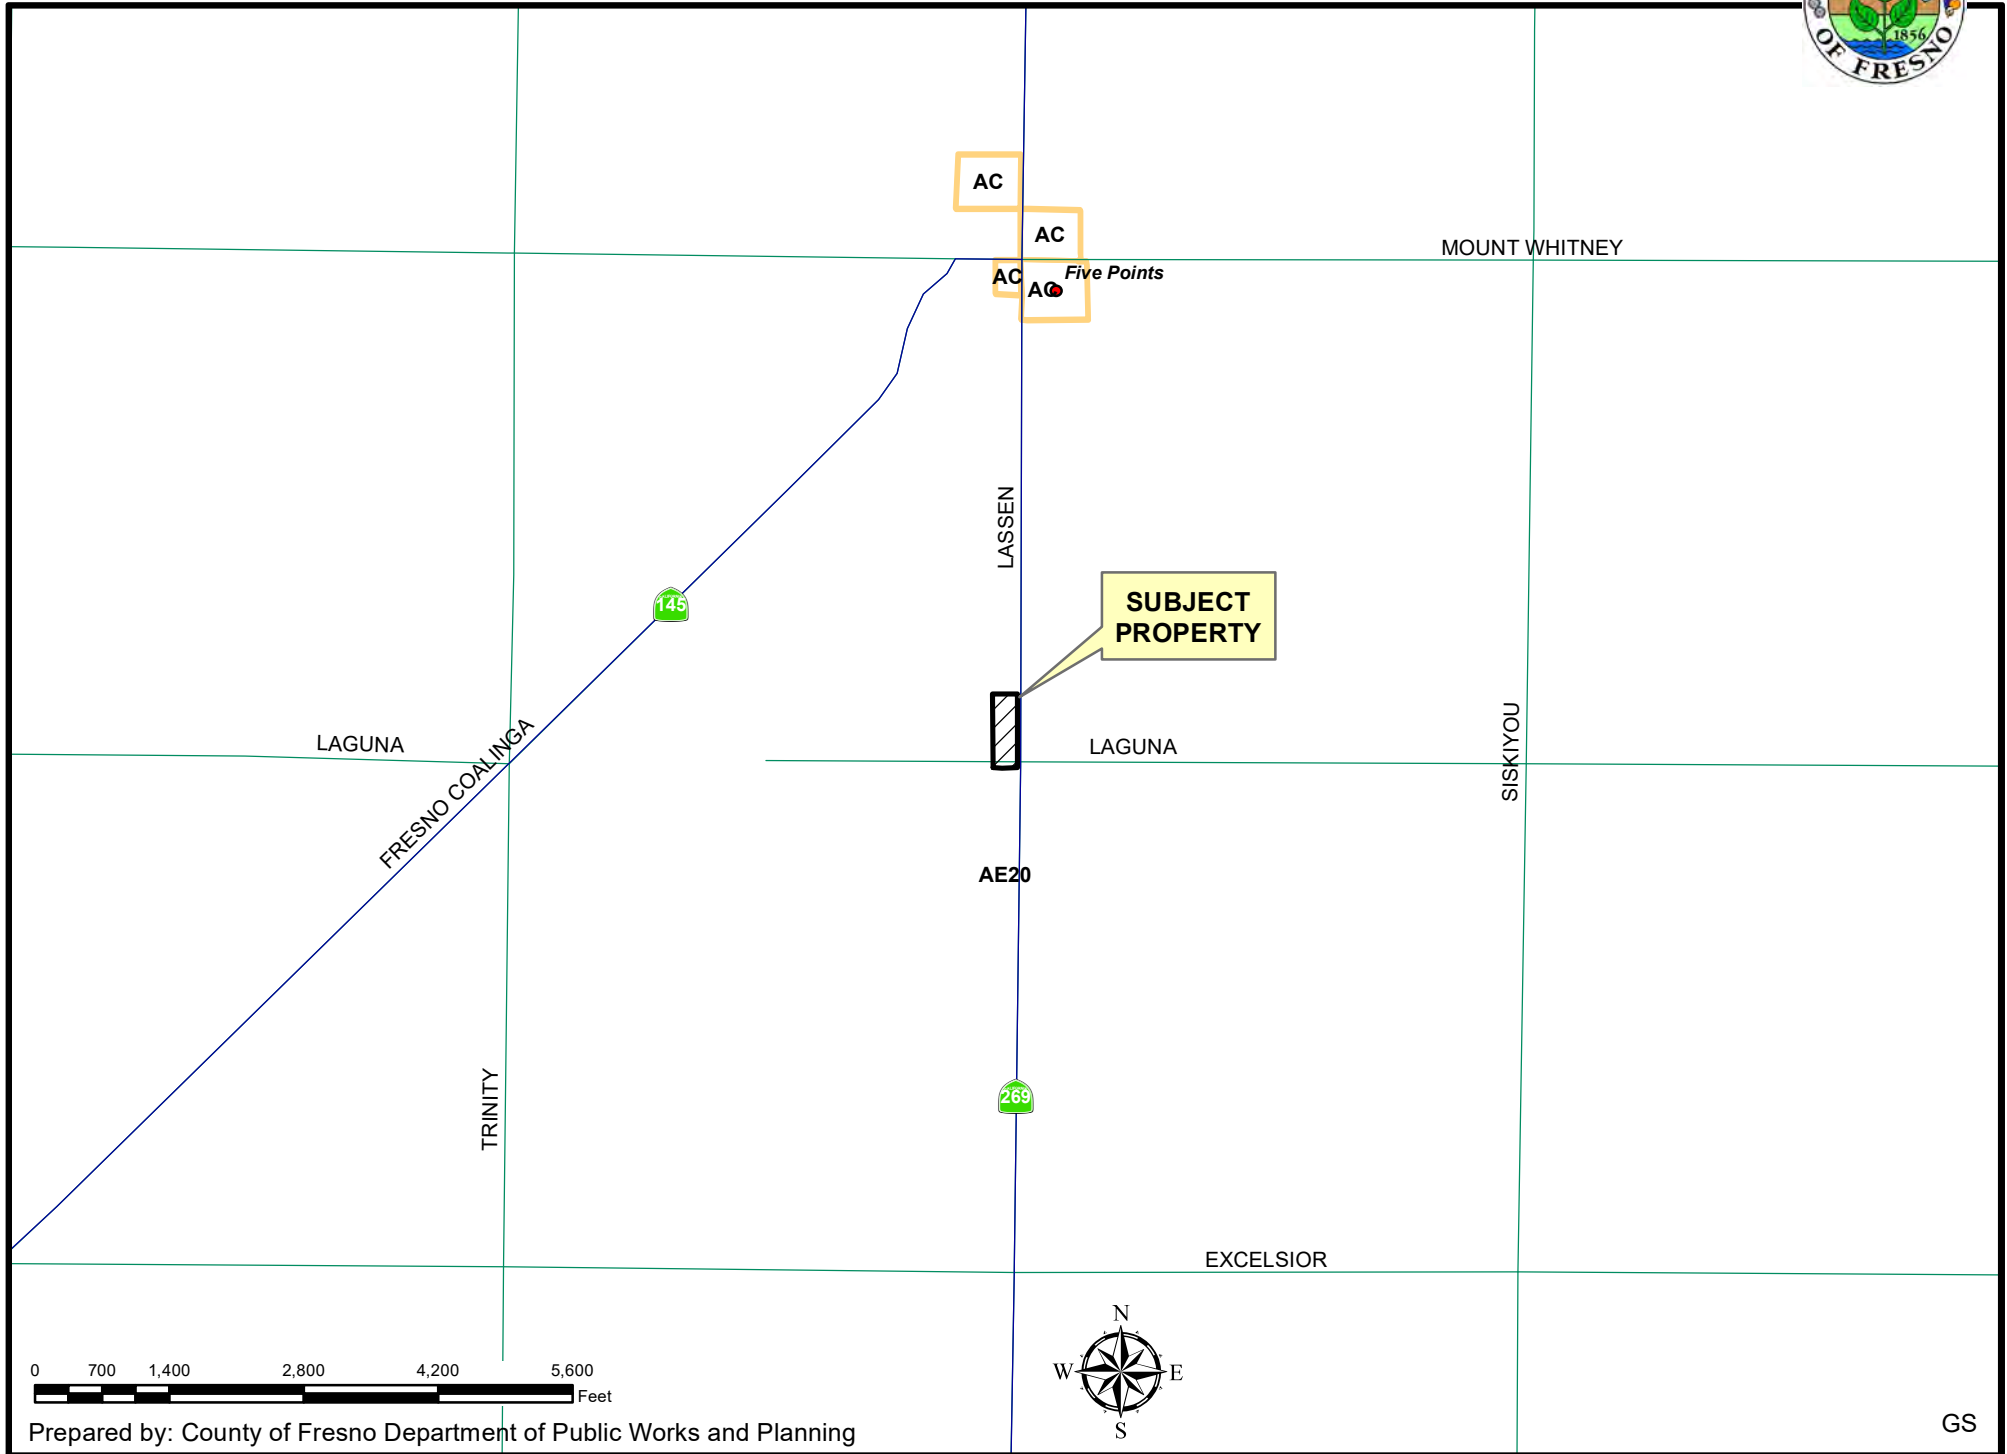 1856
OF FRESNO
AC
AC
MOUNT WHITNEY
AC
Five Points
AC
LASSEN
145
SUBJECT
PROPERTY
LAGUNA
FRESNO COALINGA
LAGUNA
SISKIYOU
AE20
TRINITY
269
EXCELSIOR
N
W
E
S
0 700 1,400 2,800 4,200 5,600
Feet
Prepared by: County of Fresno Department of Public Works and Planning
GS